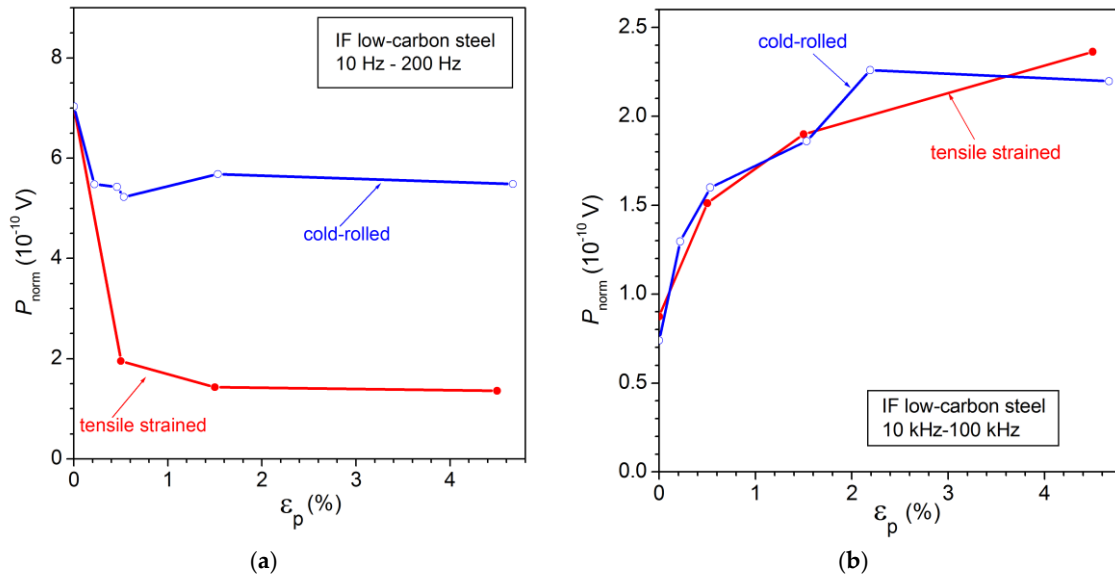 IF low-carbon steel
10 Hz - 200 Hz
cold-rolled
tensile strained
P_norm (10^-10 V)
0
2
4
6
8
0
1
2
3
4
ε_p (%)
(a)
cold-rolled
tensile strained
IF low-carbon steel
10 kHz-100 kHz
P_norm (10^-10 V)
0.0
0.5
1.0
1.5
2.0
2.5
0
1
2
3
4
ε_p (%)
(b)